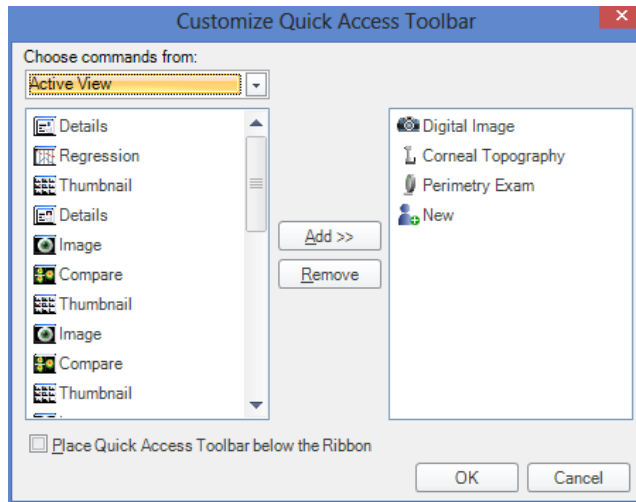 Customize Quick Access Toolbar
Choose commands from:
Active View
Details
Regression
Thumbnail
Details
Image
Compare
Thumbnail
Image
Compare
Thumbnail
Add >>
Remove
Digital Image
Corneal Topography
Perimetry Exam
New
Place Quick Access Toolbar below the Ribbon
OK
Cancel